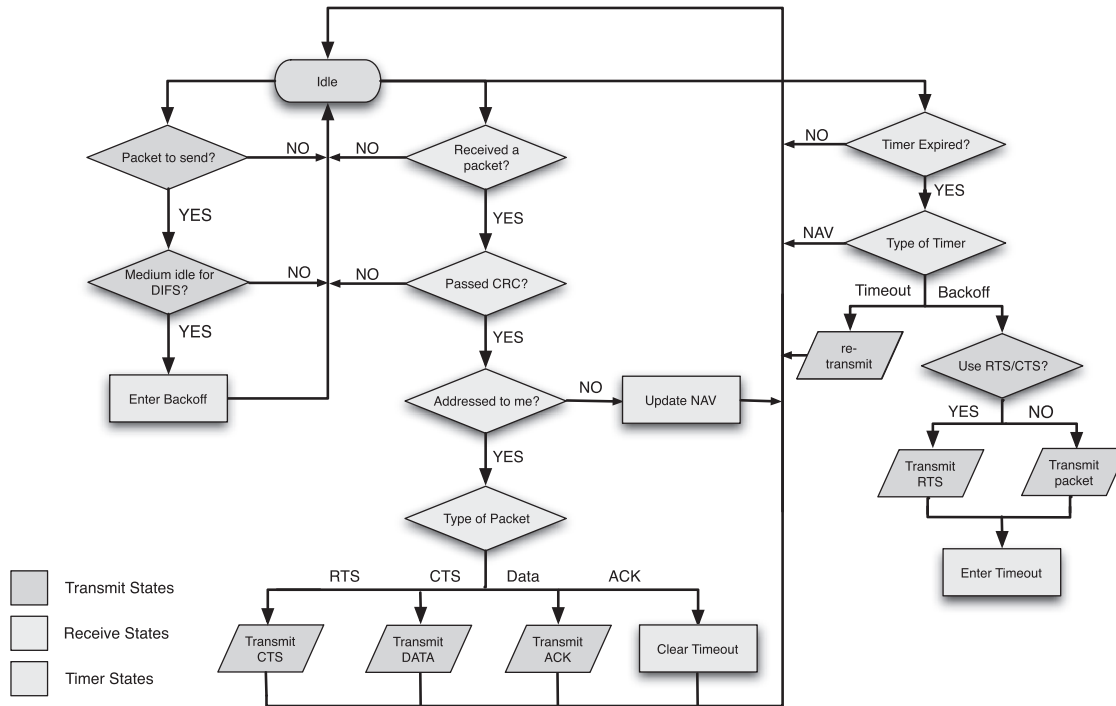 Idle
Packet to send?
NO
NO
Received a
packet?
NO
Timer Expired?
YES
YES
YES
Medium idle for
DIFS?
NO
NO
Passed CRC?
NAV
Type of Timer
Timeout
Backoff
YES
YES
re-
transmit
Use RTS/CTS?
Enter Backoff
Addressed to me?
NO
Update NAV
YES
NO
YES
Transmit
RTS
Transmit
packet
Type of Packet
Enter Timeout
RTS
CTS
Data
ACK
Transmit
CTS
Transmit
DATA
Transmit
ACK
Clear Timeout
Transmit States
Receive States
Timer States